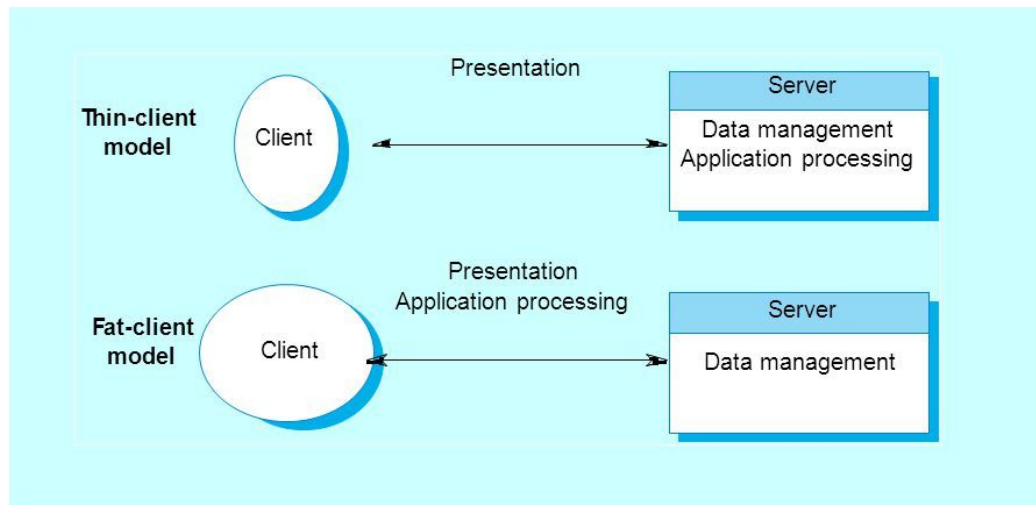 Presentation
Thin-client
model
Client
Server
Data management
Application processing
Presentation
Application processing
Fat-client
model
Client
Server
Data management